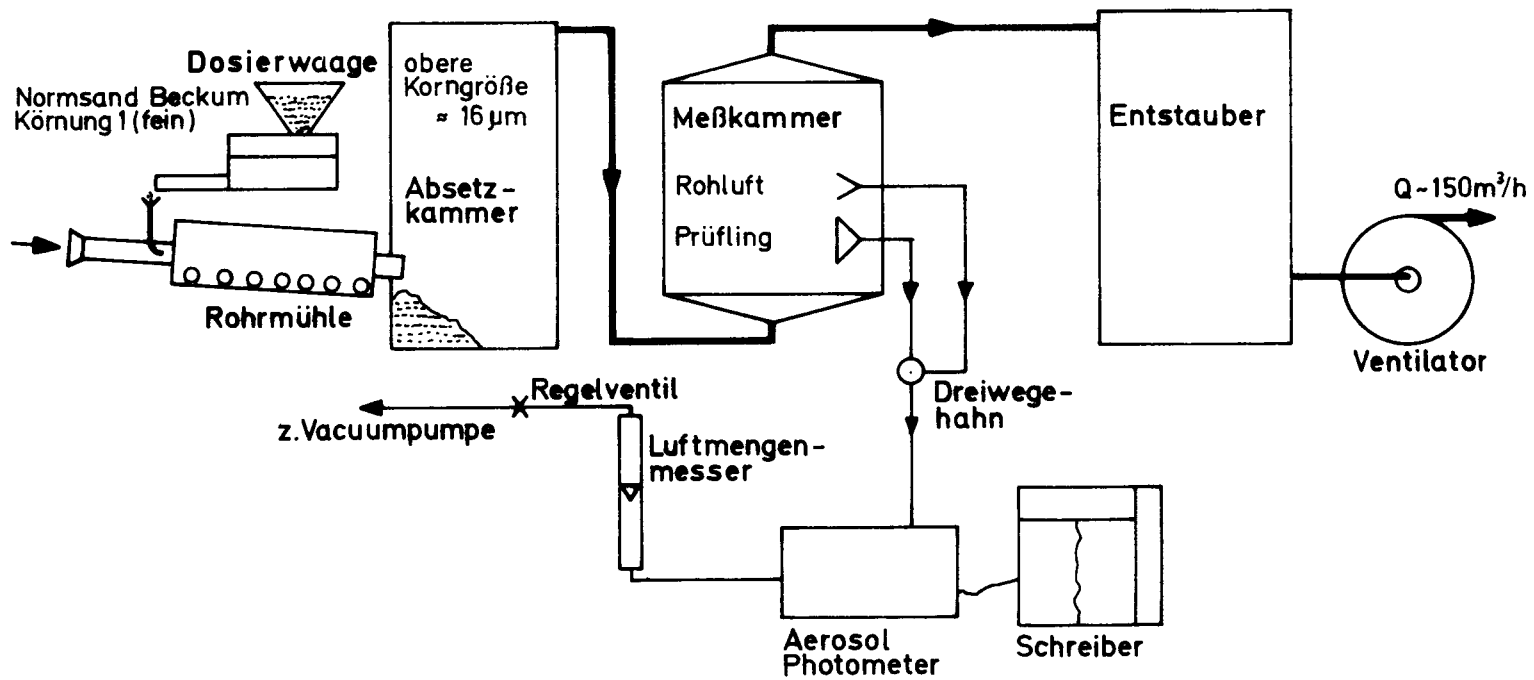 Dosierwaage
Normsand Beckum
Körnung 1 (fein)
Rohrmühle
obere
Korngröße
≈ 16 µm
Absetz-
kammer
Meßkammer
Rohluft
Prüfling
Entstauber
Q~150m³/h
Ventilator
Dreiwege-
hahn
Regelventil
z.Vacuumpumpe
Luftmengen-
messer
Aerosol
Photometer
Schreiber